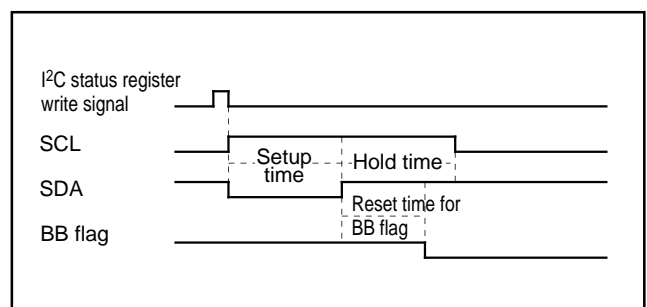 I²C status register
write signal
SCL
Setup
time
Hold time
SDA
Reset time for
BB flag
BB flag